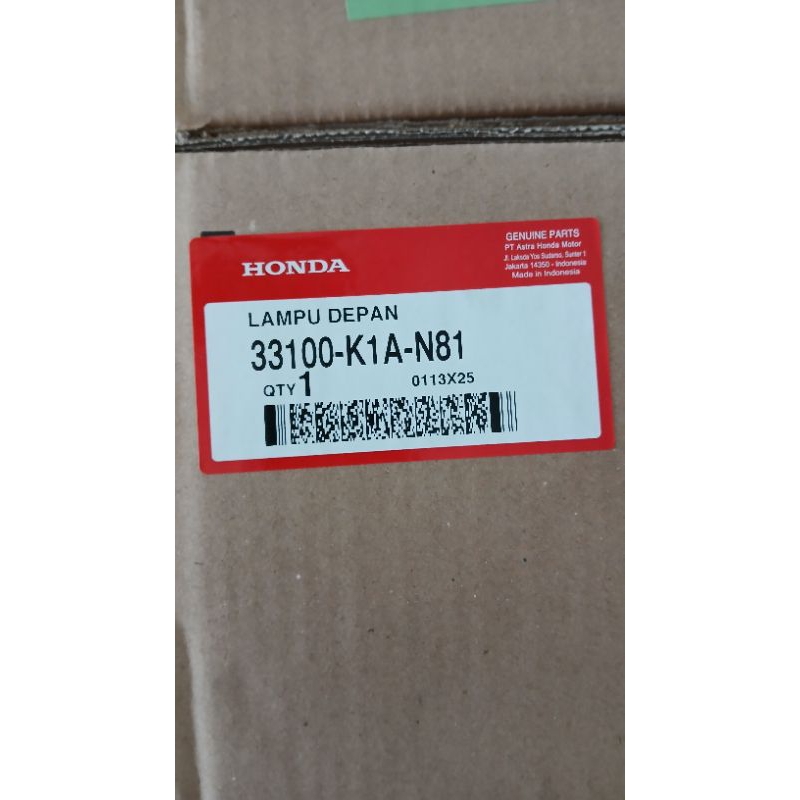 HONDA
GENUINE PARTS
PT Astra Honda Motor
Jl. Laksda Yos Sudarso, Sunter 1
Jakarta 14350 - Indonesia
Made in Indonesia
LAMPU DEPAN
33100-K1A-N81
QTY 1
0113X25